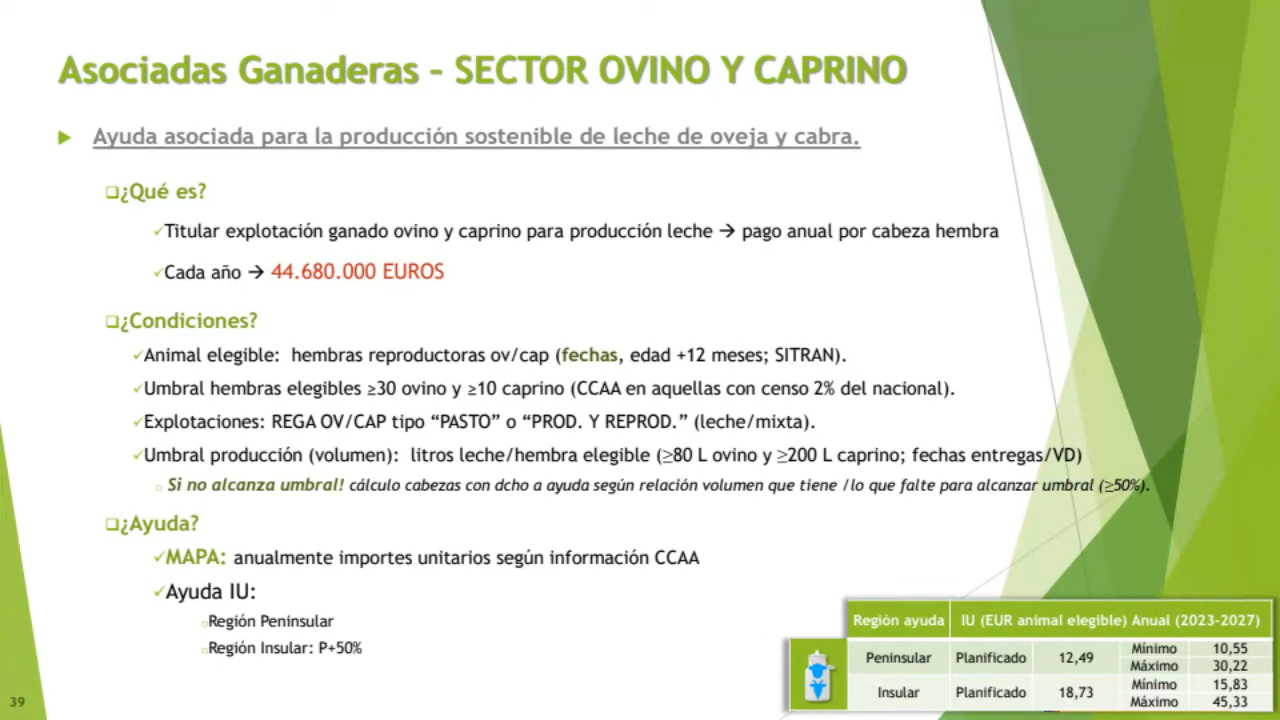 Asociadas Ganaderas - SECTOR OVINO Y CAPRINO
Ayuda asociada para la producción sostenible de leche de oveja y cabra.
¿Qué es?
Titular explotación ganado ovino y caprino para producción leche → pago anual por cabeza hembra
Cada año → 44.680.000 EUROS
¿Condiciones?
Animal elegible: hembras reproductoras ov/cap (fechas, edad +12 meses; SITRAN).
Umbral hembras elegibles ≥30 ovino y ≥10 caprino (CCAA en aquellas con censo 2% del nacional).
Explotaciones: REGA OV/CAP tipo “PASTO” o “PROD. Y REPROD.” (leche/mixta).
Umbral producción (volumen): litros leche/hembra elegible (≥80 L ovino y ≥200 L caprino; fechas entregas/VD)
Si no alcanza umbral! cálculo cabezas con dcho a ayuda según relación volumen que tiene /lo que falte para alcanzar umbral (≥50%).
¿Ayuda?
MAPA: anualmente importes unitarios según información CCAA
Ayuda IU:
Región Peninsular
Región Insular: P+50%
Región ayuda IU (EUR animal elegible) Anual (2023-2027)
Peninsular Planificado 12,49 Mínimo 10,55
Máximo 30,22
Insular Planificado 18,73 Mínimo 15,83
Máximo 45,33
39